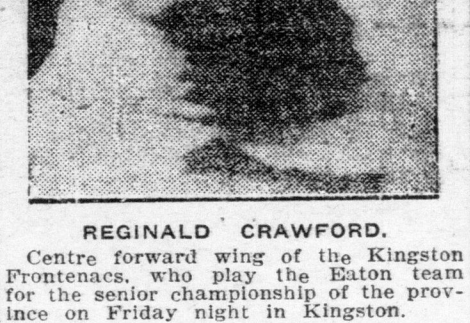 REGINALD CRAWFORD.
Centre forward wing of the Kingston
Frontenacs, who play the Eaton team
for the senior championship of the prov-
ince on Friday night in Kingston.